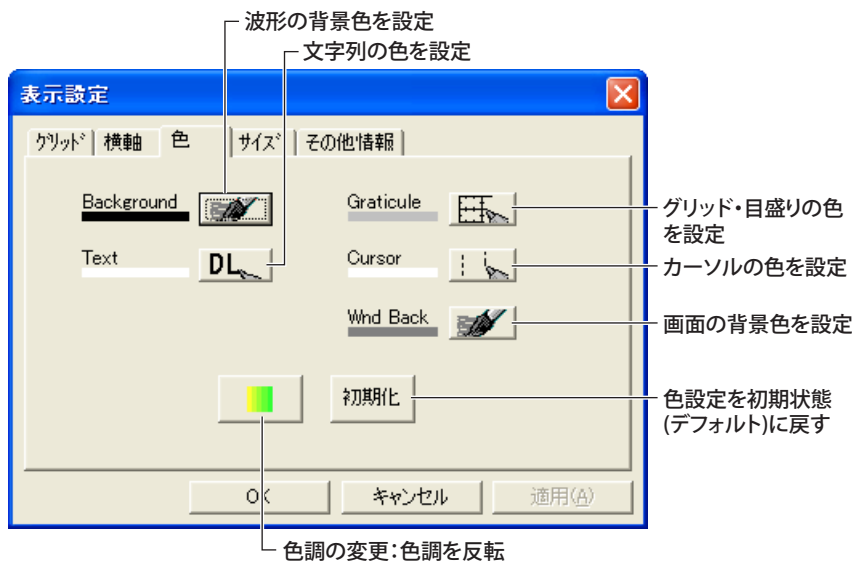 波形の背景色を設定
文字列の色を設定
表示設定
グリッド 横軸 色 サイズ その他情報
Background
Graticule
グリッド・目盛りの色
を設定
Text
DL
Cursor
カーソルの色を設定
Wnd Back
画面の背景色を設定
初期化
色設定を初期状態
(デフォルト)に戻す
OK キャンセル 適用(A)
色調の変更：色調を反転